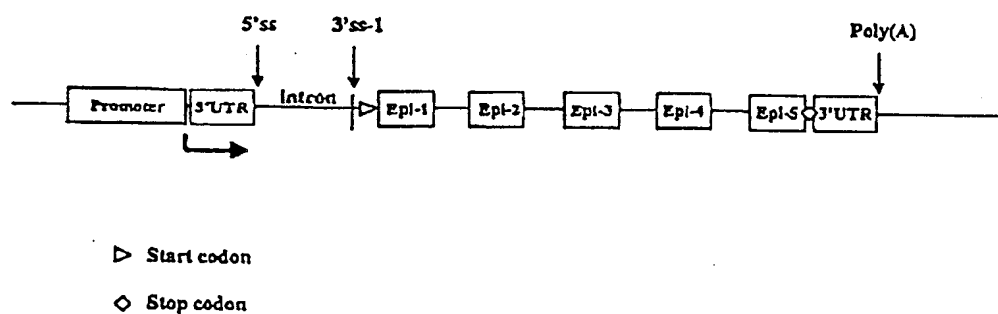 5'ss 3'ss-1 Poly(A)
Promoter 3'UTR Intron Epi-1 Epi-2 Epi-3 Epi-4 Epi-5 3'UTR
Start codon
Stop codon